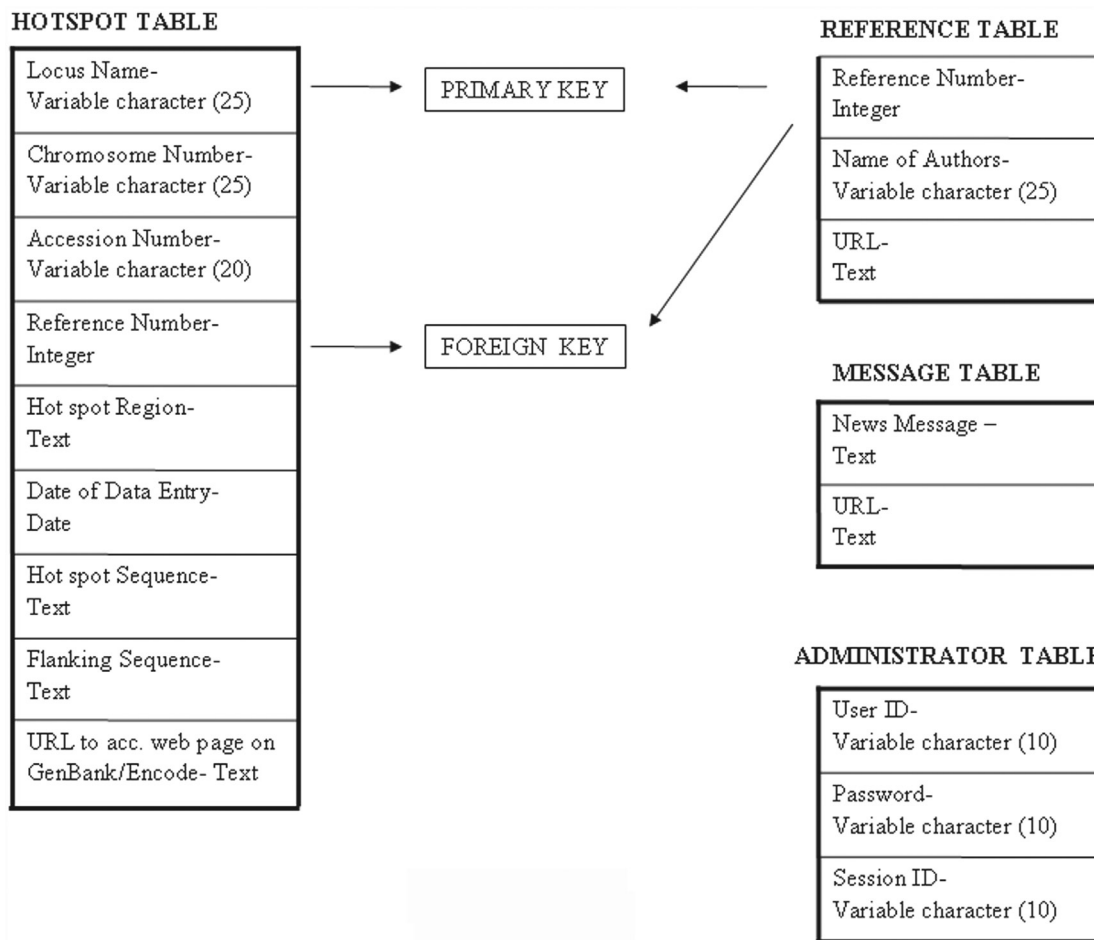 HOTSPOT TABLE
Locus Name-
Variable character (25)
Chromosome Number-
Variable character (25)
Accession Number-
Variable character (20)
Reference Number-
Integer
Hot spot Region-
Text
Date of Data Entry-
Date
Hot spot Sequence-
Text
Flanking Sequence-
Text
URL to acc. web page on
GenBank/Encode- Text
PRIMARY KEY
FOREIGN KEY
REFERENCE TABLE
Reference Number-
Integer
Name of Authors-
Variable character (25)
URL-
Text
MESSAGE TABLE
News Message –
Text
URL-
Text
ADMINISTRATOR TABLE
User ID-
Variable character (10)
Password-
Variable character (10)
Session ID-
Variable character (10)